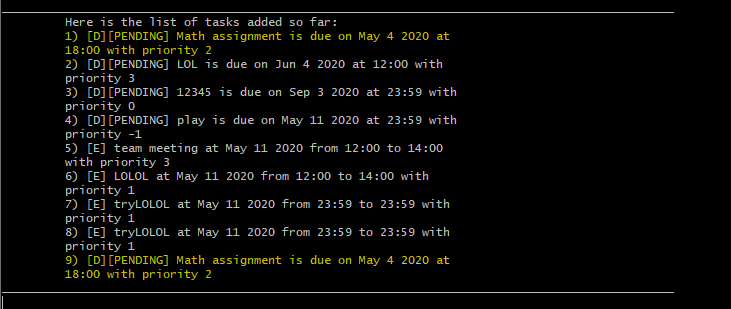 Here is the list of tasks added so far:
1) [D][PENDING] Math assignment is due on May 4 2020 at
18:00 with priority 2
2) [D][PENDING] LOL is due on Jun 4 2020 at 12:00 with
priority 3
3) [D][PENDING] 12345 is due on Sep 3 2020 at 23:59 with
priority 0
4) [D][PENDING] play is due on May 11 2020 at 23:59 with
priority -1
5) [E] team meeting at May 11 2020 from 12:00 to 14:00
with priority 3
6) [E] LOLOL at May 11 2020 from 12:00 to 14:00 with
priority 1
7) [E] tryLOLOL at May 11 2020 from 23:59 to 23:59 with
priority 1
8) [E] tryLOLOL at May 11 2020 from 23:59 to 23:59 with
priority 1
9) [D][PENDING] Math assignment is due on May 4 2020 at
18:00 with priority 2